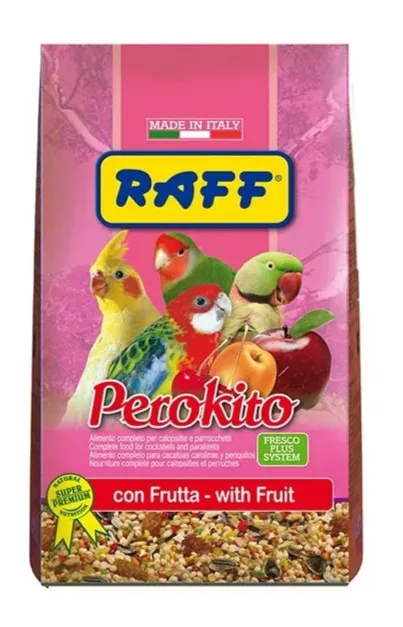 MADE IN ITALY
RAFF®
Perokito
Alimento completo per calopsitte e parrocchetti
Complete food for cockatiels and parakeets
Alimento completo para cacatúas carolinas y periquitos
Nourriture complète pour calopsittes et perruches
FRESCO
PLUS
SYSTEM
con Frutta - with Fruit
NATURAL
SUPER
PREMIUM
NUTRITION